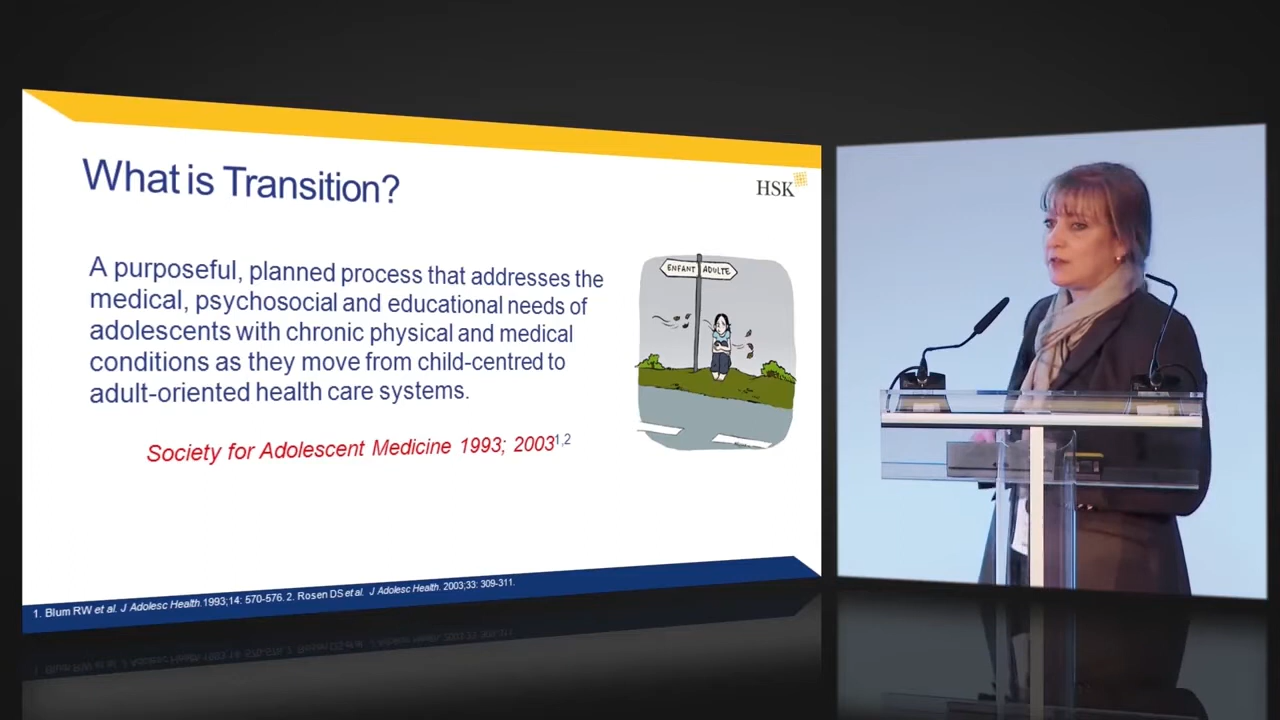 What is Transition?
HSK
A purposeful, planned process that addresses the
medical, psychosocial and educational needs of
adolescents with chronic physical and medical
conditions as they move from child-centred to
adult-oriented health care systems.
ENFANT ADULTE
Society for Adolescent Medicine 1993; 2003¹,²
1. Blum RW et al. J Adolesc Health.1993;14: 570-576. 2. Rosen DS et al. J Adolesc Health. 2003;33: 309-311.